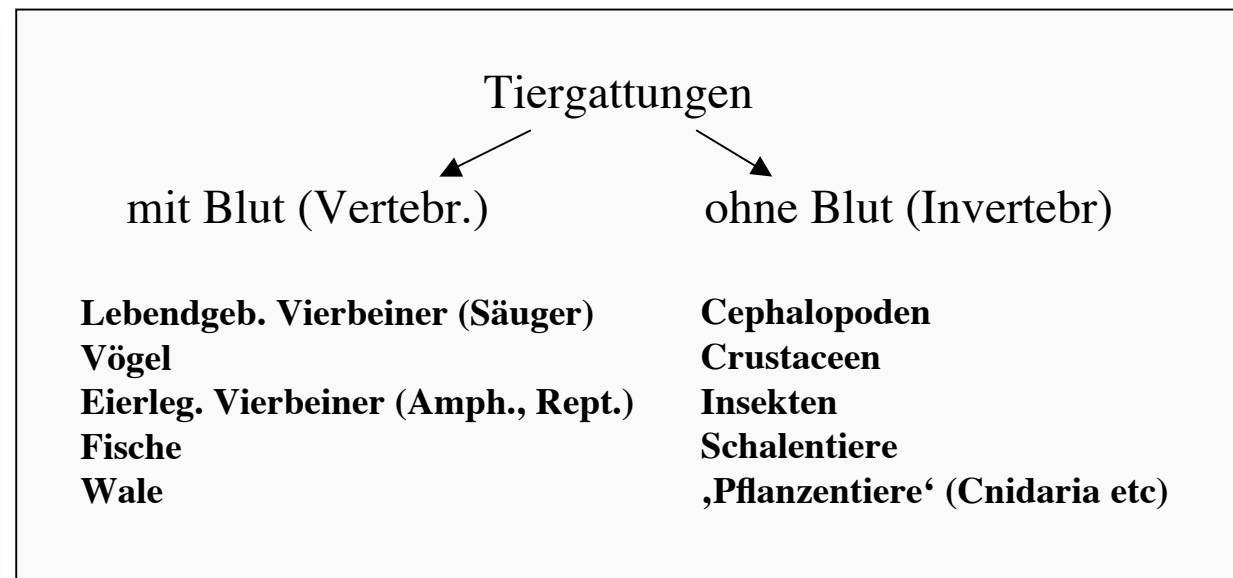 Tiergattungen
mit Blut (Vertebr.)
ohne Blut (Invertebr)
Lebendgeb. Vierbeiner (Säuger)
Vögel
Eierleg. Vierbeiner (Amph., Rept.)
Fische
Wale
Cephalopoden
Crustaceen
Insekten
Schalentiere
‚Pflanzentiere‘ (Cnidaria etc)